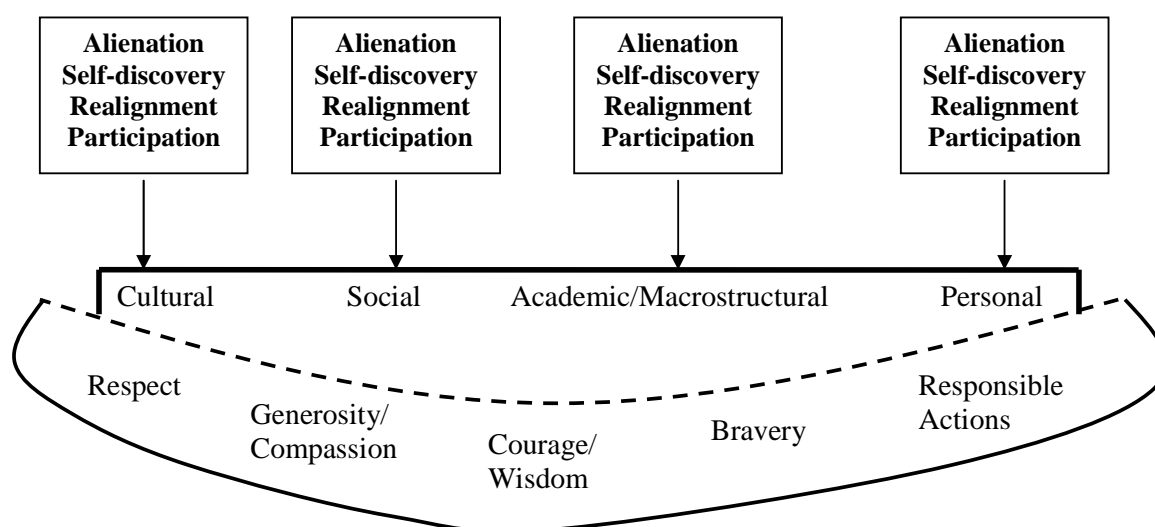 Alienation
Self-discovery
Realignment
Participation
Alienation
Self-discovery
Realignment
Participation
Alienation
Self-discovery
Realignment
Participation
Alienation
Self-discovery
Realignment
Participation
Cultural
Social
Academic/Macrostructural
Personal
Respect
Generosity/
Compassion
Courage/
Wisdom
Bravery
Responsible
Actions